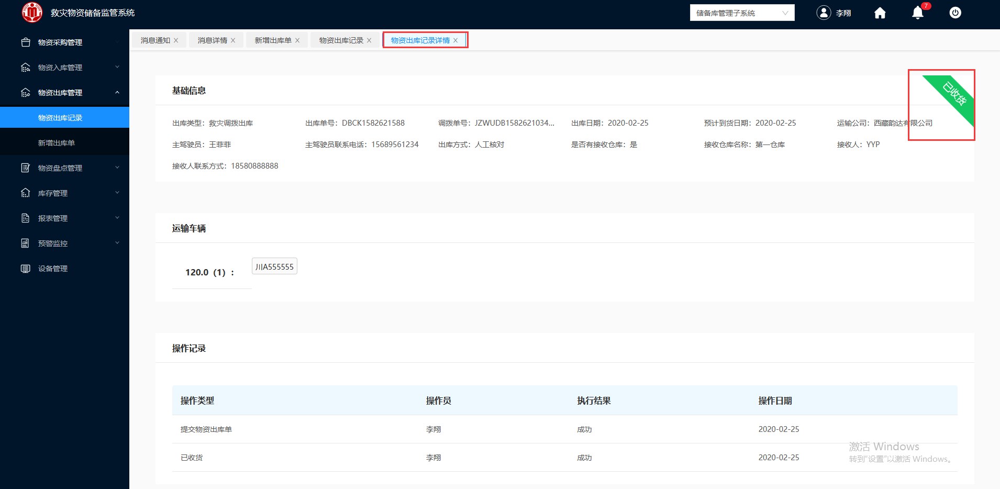 救灾物资储备监管系统
储备库管理子系统
李翔
7
物资采购管理
物资入库管理
物资出库管理
物资出库记录
新增出库单
物资盘点管理
库存管理
报表管理
预警监控
设备管理
消息通知 × 消息详情 × 新增出库单 × 物资出库记录 × 物资出库记录详情 ×
已收货
基础信息
出库类型：救灾调拨出库 出库单号：DBCK1582621588 调拨单号：JZWUDB1582621034... 出库日期：2020-02-25 预计到货日期：2020-02-25 运输公司：西藏韵达有限公司
主驾驶员：王菲菲 主驾驶员联系电话：15689561234 出库方式：人工核对 是否有接收仓库：是 接收仓库名称：第一仓库 接收人：YYP
接收人联系方式：18580888888
运输车辆
120.0（1）: 川A555555
操作记录
操作类型 操作员 执行结果 操作日期
提交物资出库单 李翔 成功 2020-02-25
已收货 李翔 成功 2020-02-25
激活 Windows
转到"设置"以激活 Windows。